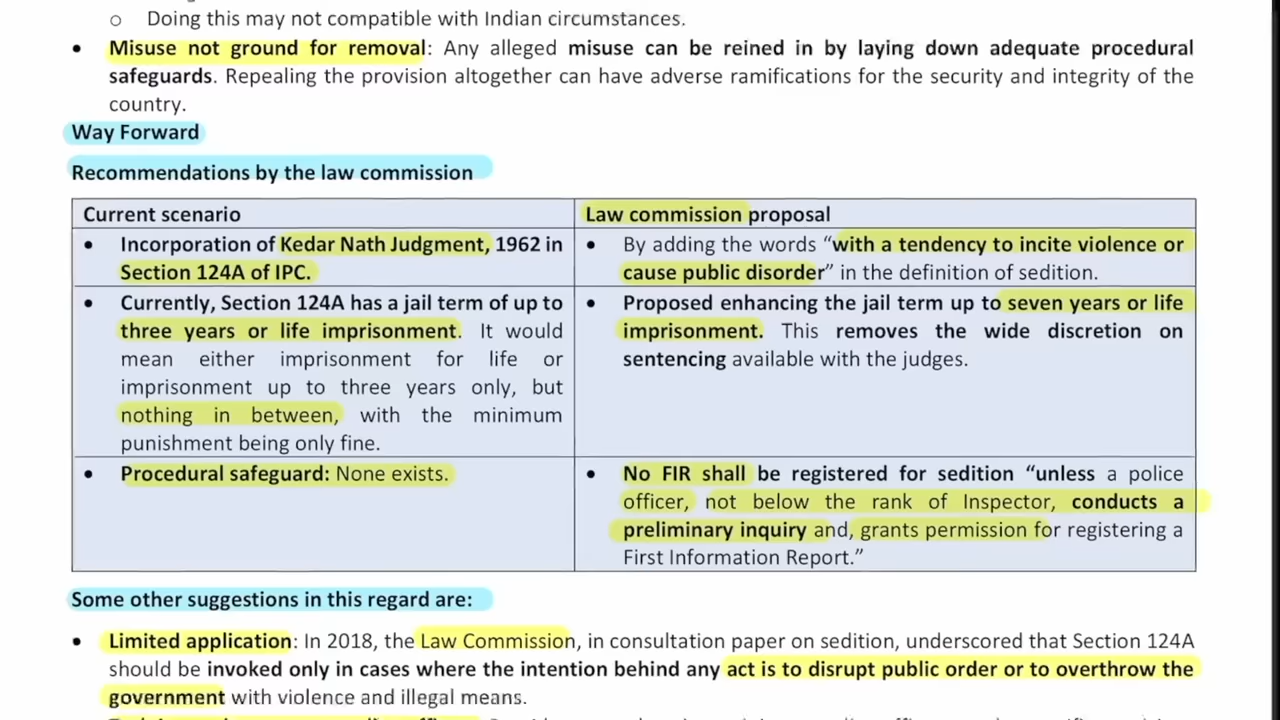 o Doing this may not compatible with Indian circumstances.
• Misuse not ground for removal: Any alleged misuse can be reined in by laying down adequate procedural
safeguards. Repealing the provision altogether can have adverse ramifications for the security and integrity of the
country.
Way Forward
Recommendations by the law commission
Current scenario
• Incorporation of Kedar Nath Judgment, 1962 in
Section 124A of IPC.
Law commission proposal
• By adding the words “with a tendency to incite violence or
cause public disorder” in the definition of sedition.
• Currently, Section 124A has a jail term of up to
three years or life imprisonment. It would
mean either imprisonment for life or
imprisonment up to three years only, but
nothing in between, with the minimum
punishment being only fine.
• Proposed enhancing the jail term up to seven years or life
imprisonment. This removes the wide discretion on
sentencing available with the judges.
• Procedural safeguard: None exists.
• No FIR shall be registered for sedition “unless a police
officer, not below the rank of Inspector, conducts a
preliminary inquiry and, grants permission for registering a
First Information Report.”
Some other suggestions in this regard are:
• Limited application: In 2018, the Law Commission, in consultation paper on sedition, underscored that Section 124A
should be invoked only in cases where the intention behind any act is to disrupt public order or to overthrow the
government with violence and illegal means.